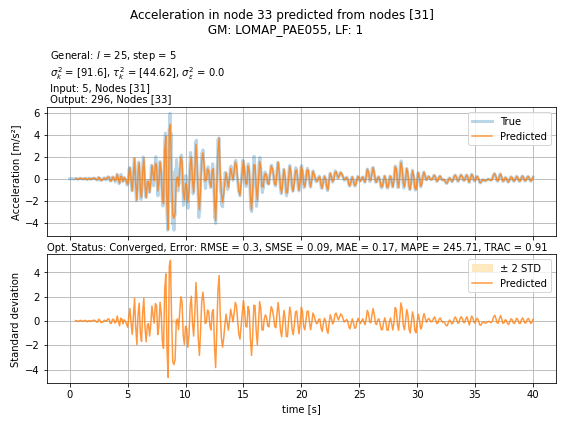 Acceleration in node 33 predicted from nodes [31]
GM: LOMAP_PAE055, LF: 1
General: l = 25, step = 5
σ²ₖ = [91.6], τ²ₖ = [44.62], σ²ε = 0.0
Input: 5, Nodes [31]
Output: 296, Nodes [33]
6
4
2
0
−2
−4
Acceleration [m/s²]
True
Predicted
Opt. Status: Converged, Error: RMSE = 0.3, SMSE = 0.09, MAE = 0.17, MAPE = 245.71, TRAC = 0.91
4
2
0
−2
−4
Standard deviation
± 2 STD
Predicted
0 5 10 15 20 25 30 35 40
time [s]